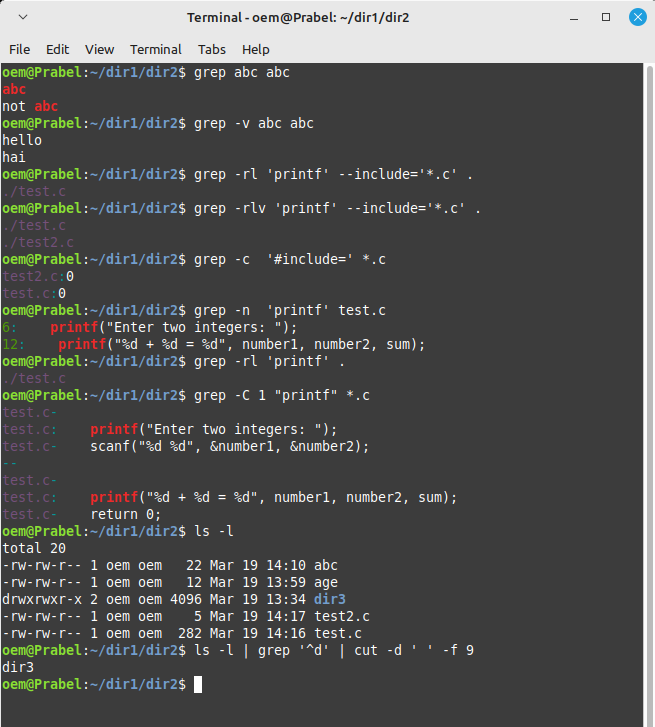 Terminal - oem@Prabel: ~/dir1/dir2
File Edit View Terminal Tabs Help
oem@Prabel:~/dir1/dir2$ grep abc abc
abc
not abc
oem@Prabel:~/dir1/dir2$ grep -v abc abc
hello
hai
oem@Prabel:~/dir1/dir2$ grep -rl 'printf' --include='*.c' .
./test.c
oem@Prabel:~/dir1/dir2$ grep -rlv 'printf' --include='*.c' .
./test.c
./test2.c
oem@Prabel:~/dir1/dir2$ grep -c  '#include=' *.c
test2.c:0
test.c:0
oem@Prabel:~/dir1/dir2$ grep -n  'printf' test.c
6:    printf("Enter two integers: ");
12:    printf("%d + %d = %d", number1, number2, sum);
oem@Prabel:~/dir1/dir2$ grep -rl 'printf' .
./test.c
oem@Prabel:~/dir1/dir2$ grep -C 1 "printf" *.c
test.c-
test.c:    printf("Enter two integers: ");
test.c-    scanf("%d %d", &number1, &number2);
--
test.c-
test.c:    printf("%d + %d = %d", number1, number2, sum);
test.c-    return 0;
oem@Prabel:~/dir1/dir2$ ls -l
total 20
-rw-rw-r-- 1 oem oem   22 Mar 19 14:10 abc
-rw-rw-r-- 1 oem oem   12 Mar 19 13:59 age
drwxrwxr-x 2 oem oem 4096 Mar 19 13:34 dir3
-rw-rw-r-- 1 oem oem    5 Mar 19 14:17 test2.c
-rw-rw-r-- 1 oem oem  282 Mar 19 14:16 test.c
oem@Prabel:~/dir1/dir2$ ls -l | grep '^d' | cut -d ' ' -f 9
dir3
oem@Prabel:~/dir1/dir2$